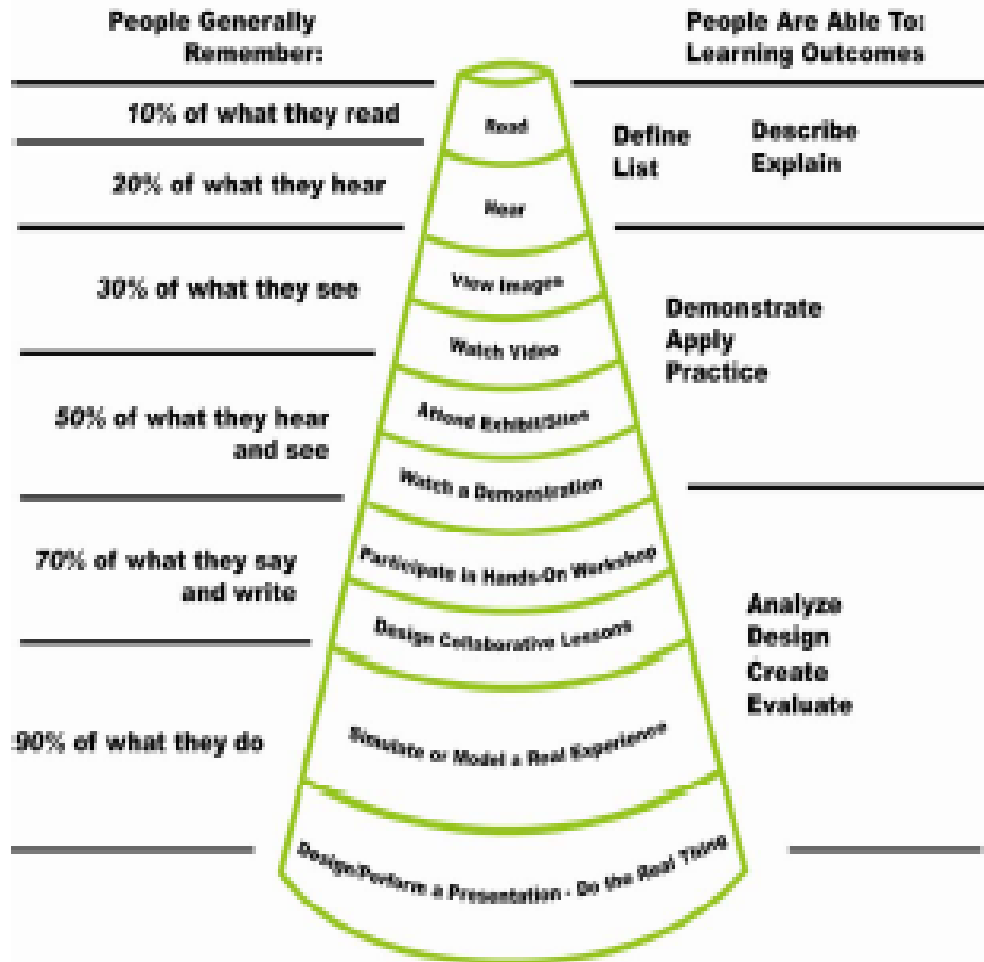 People Generally
Remember:
People Are Able To:
Learning Outcomes
10% of what they read
20% of what they hear
30% of what they see
50% of what they hear
and see
70% of what they say
and write
90% of what they do
Read
Hear
View Images
Watch Video
Attend Exhibit/Sites
Watch a Demonstration
Participate in Hands-On Workshop
Design Collaborative Lessons
Simulate or Model a Real Experience
Design/Perform a Presentation - Do the Real Thing
Define
List
Describe
Explain
Demonstrate
Apply
Practice
Analyze
Design
Create
Evaluate